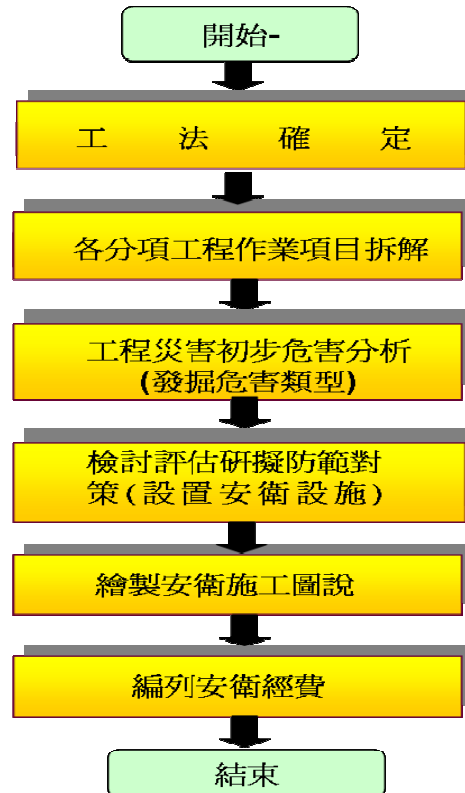 開始-
工法確定
各分項工程作業項目拆解
工程災害初步危害分析
(發掘危害類型)
檢討評估研擬防範對
策(設置安衛設施)
繪製安衛施工圖說
編列安衛經費
結束